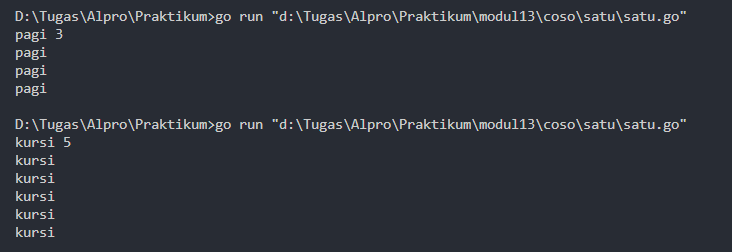 D:\Tugas\Alpro\Praktikum>go run "d:\Tugas\Alpro\Praktikum\modul13\coso\satu\satu.go"
pagi 3
pagi
pagi
pagi
D:\Tugas\Alpro\Praktikum>go run "d:\Tugas\Alpro\Praktikum\modul13\coso\satu\satu.go"
kursi 5
kursi
kursi
kursi
kursi
kursi